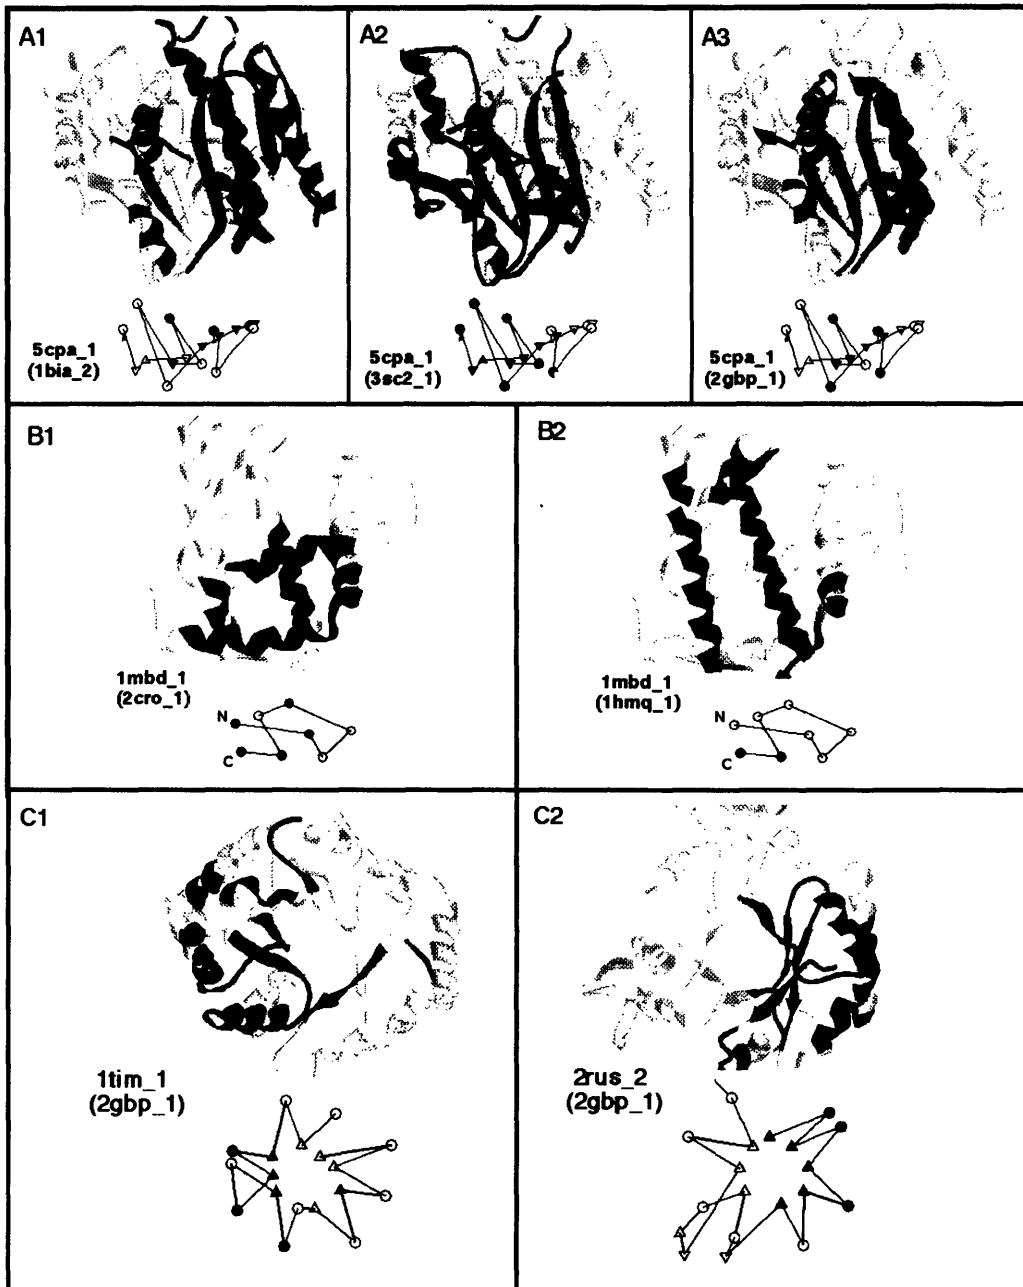 A1
A2
A3
5cpa_1
(1bia_2)
5cpa_1
(3sc2_1)
5cpa_1
(2gbp_1)
B1
B2
1mbd_1
(2cro_1)
N
C
1mbd_1
(1hmq_1)
N
C
C1
C2
1tim_1
(2gbp_1)
2rus_2
(2gbp_1)